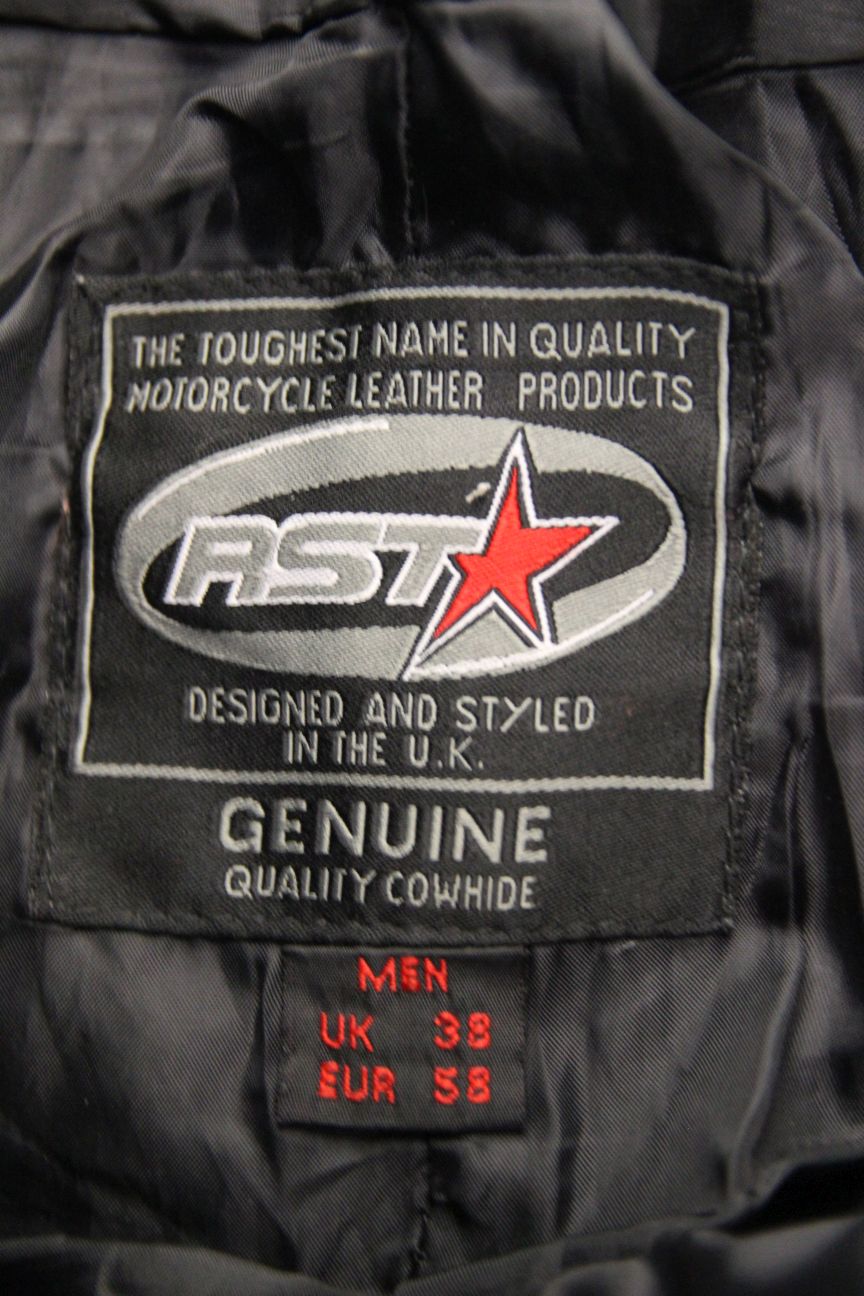 THE TOUGHEST NAME IN QUALITY
MOTORCYCLE LEATHER PRODUCTS
RST
DESIGNED AND STYLED
IN THE U.K.
GENUINE
QUALITY COWHIDE
MEN
UK 38
EUR 58